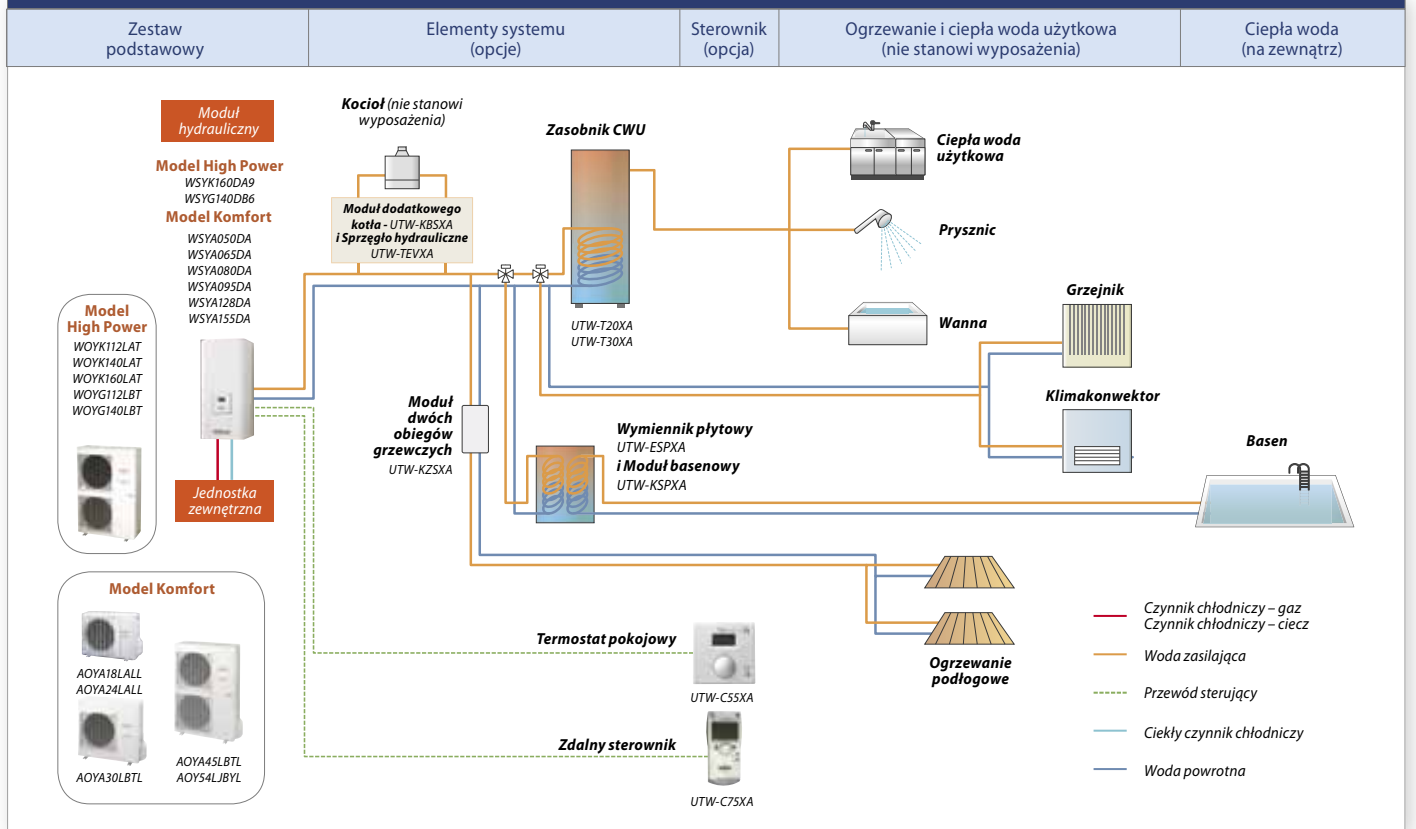 Zestaw
podstawowy
Elementy systemu
(opcje)
Sterownik
(opcja)
Ogrzewanie i ciepła woda użytkowa
(nie stanowi wyposażenia)
Ciepła woda
(na zewnątrz)
Moduł
hydrauliczny
Model High Power
WSYK160DA9
WSYG140DB6
Model Komfort
WSYA050DA
WSYA065DA
WSYA080DA
WSYA095DA
WSYA128DA
WSYA155DA
Model
High Power
WOYK112LAT
WOYK140LAT
WOYK160LAT
WOYG112LBT
WOYG140LBT
Jednostka
zewnętrzna
Model Komfort
AOYA18LALL
AOYA24LALL
AOYA30LBTL
AOYA45LBTL
AOY54LJBYL
Kocioł (nie stanowi
wyposażenia)
Moduł dodatkowego
kotła - UTW-KBSXA
i Sprzęgło hydrauliczne
UTW-TEVXA
Zasobnik CWU
UTW-T20XA
UTW-T30XA
Moduł
dwóch
obiegów
grzewczych
UTW-KZSXA
Wymiennik płytowy
UTW-ESPXA
i Moduł basenowy
UTW-KSPXA
Termostat pokojowy
UTW-C55XA
Zdalny sterownik
UTW-C75XA
Ciepła woda
użytkowa
Prysznic
Wanna
Grzejnik
Klimakonwektor
Basen
Ogrzewanie
podłogowe
Czynnik chłodniczy – gaz
Czynnik chłodniczy – ciecz
Woda zasilająca
Przewód sterujący
Ciekły czynnik chłodniczy
Woda powrotna